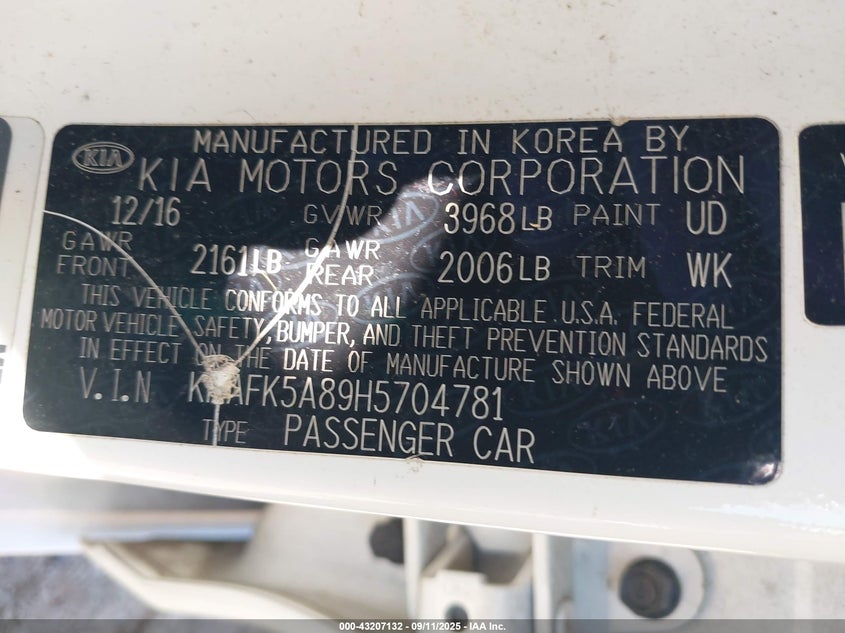 MANUFACTURED IN KOREA BY
KIA KIA MOTORS CORPORATION
12/16 GVWR 3968LB PAINT UD
GAWR FRONT 2161LB GAWR REAR 2006LB TRIM WK
THIS VEHICLE CONFORMS TO ALL APPLICABLE U.S.A. FEDERAL
MOTOR VEHICLE SAFETY, BUMPER, AND THEFT PREVENTION STANDARDS
IN EFFECT ON THE DATE OF MANUFACTURE SHOWN ABOVE
V.I.N
TYPE PASSENGER CAR
000-43207132 - 09/11/2025 - IAA Inc.